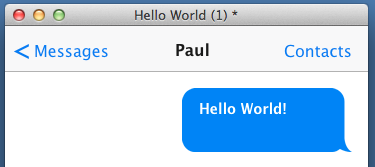 Hello World (1) *
Messages
Paul
Contacts
Hello World!